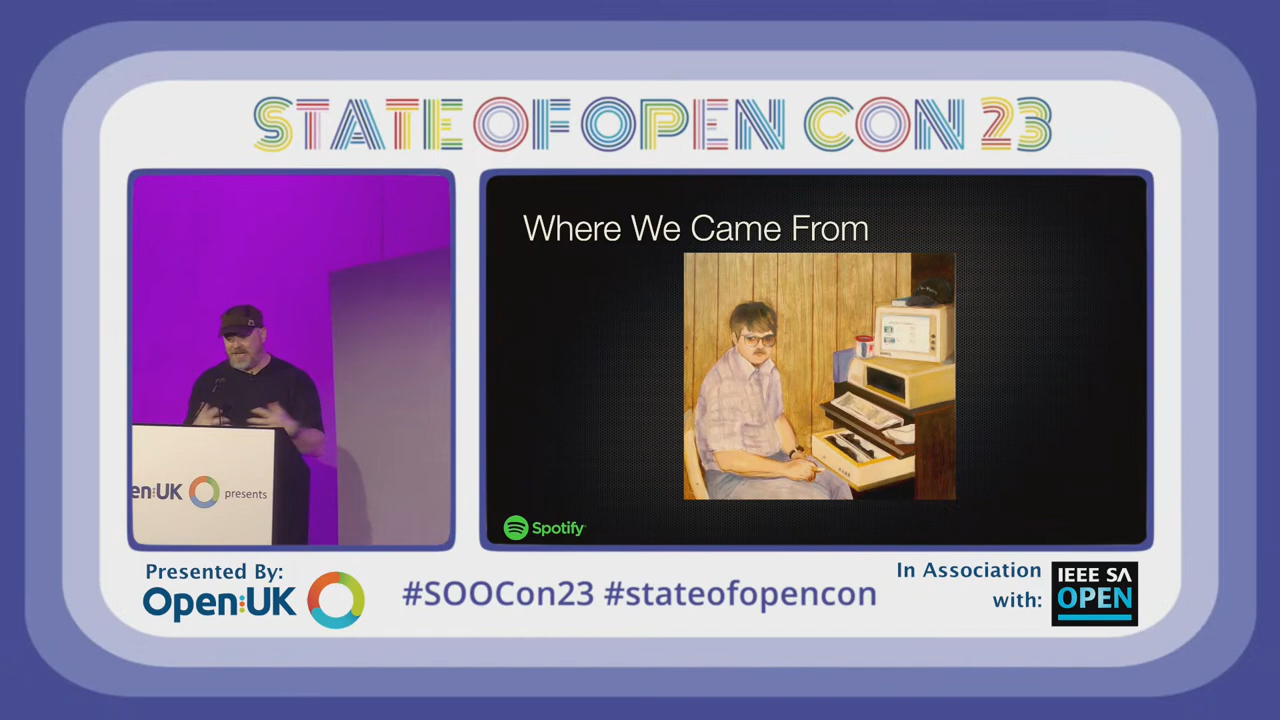 STATE OF OPEN CON 23
Where We Came From
Spotify
en:UK presents
Presented By:
Open:UK
#SOOCon23 #stateofopencon
In Association
with:
IEEE SA
OPEN